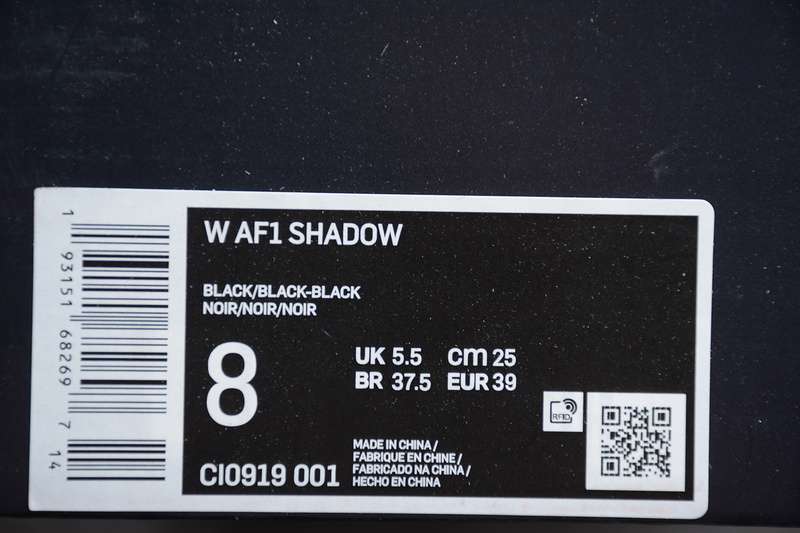 W AF1 SHADOW
BLACK/BLACK-BLACK
NOIR/NOIR/NOIR
8
UK 5.5 cm 25
BR 37.5 EUR 39
RFID
CI0919 001
MADE IN CHINA /
FABRIQUE EN CHINE /
FABRICADO NA CHINA /
HECHO EN CHINA
1 93151 68269 7 14